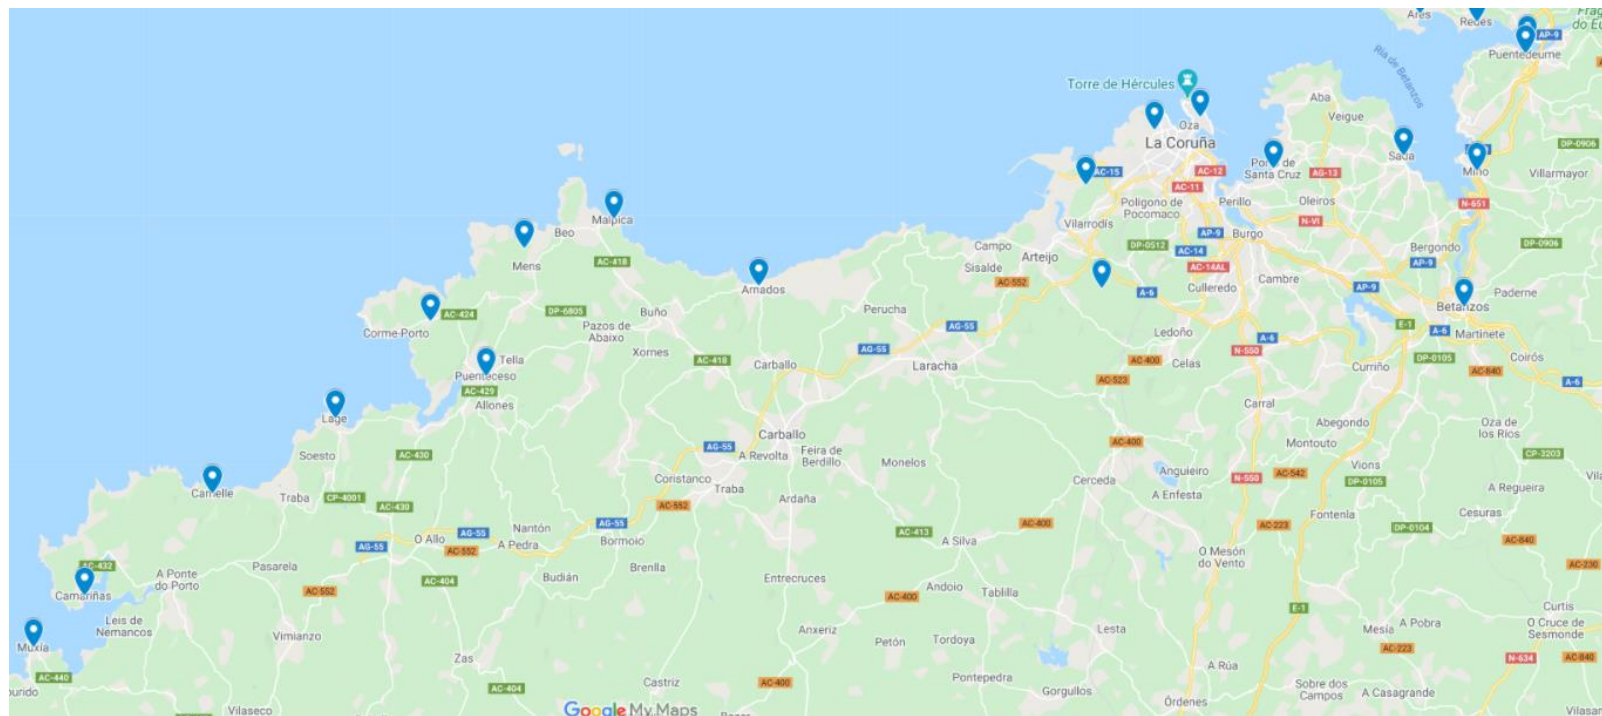 Ares
Redes
AP-9
Puentedeume
Ría de Betanzos
Torre de Hércules
Aba
Veigue
Oza
La Coruña
Sada
DP-0906
AC-15
AC-12
AG-13
Santa Cruz
Miño
Villarmayor
AC-11
Malpica
Beo
Polígono de
Pocomaco
Perillo
Oleiros
N-651
Vilarrodís
N-VI
AP-9
Burgo
Mens
AC-418
Campo
Arteijo
DP-0512
AC-14
Bergondo
DP-0906
Sisalde
AC-14AL
AP-9
Arnados
AC-552
A-6
Culleredo
Cambre
AP-9
Paderne
Betanzos
AC-424
DP-6805
Buño
Perucha
Corme-Porto
Pazos de
Abaixo
AG-55
Ledoño
A-6
E-1
A-6
Martinete
Tella
Xornes
AC-410
Carballo
AG-55
Laracha
AC-400
Celas
N-550
DP-0105
Coirós
Curriño
AC-840
Puenteceso
AC-429
AC-523
A-6
Allones
Lage
Carral
Abegondo
Oza de
los Ríos
Carballo
AC-400
Montouto
Soesto
AC-430
AG-55
A Revolta
Feira de
Berdillo
Monelos
Anguieiro
AC-542
Vions
CP-3203
Camelle
Traba
CP-4001
Coristanco
Traba
Cerceda
N-550
DP-0105
A Regueira
AC-430
AC-552
Ardaña
A Enfesta
Fontenla
Cesuras
AG-55
Nantón
AG-55
AC-400
AC-223
DP-0104
O Allo
A Pedra
Bormoio
AC-413
A Silva
AC-840
AG-55
AC-552
O Mesón
do Vento
AC-432
A Ponte
do Porto
Pasarela
Brenlla
AC-230
Camariñas
AC-552
AC-404
Budián
Entrecruces
Andoio
Tablilla
AC-400
E-1
Curtis
Leis de
Nemancos
Vimianzo
Anxeriz
Petón
Tordoya
Lesta
Mesía
A Pobra
O Cruce de
Sesmonde
Muxía
Zas
AC-223
N-634
AC-840
AC-440
Castriz
AC-400
Pontepedra
A Rúa
AC-404
Gorgullos
Sobre dos
Campos
A Casagrande
Órdenes
Vilaseco
Google My Maps